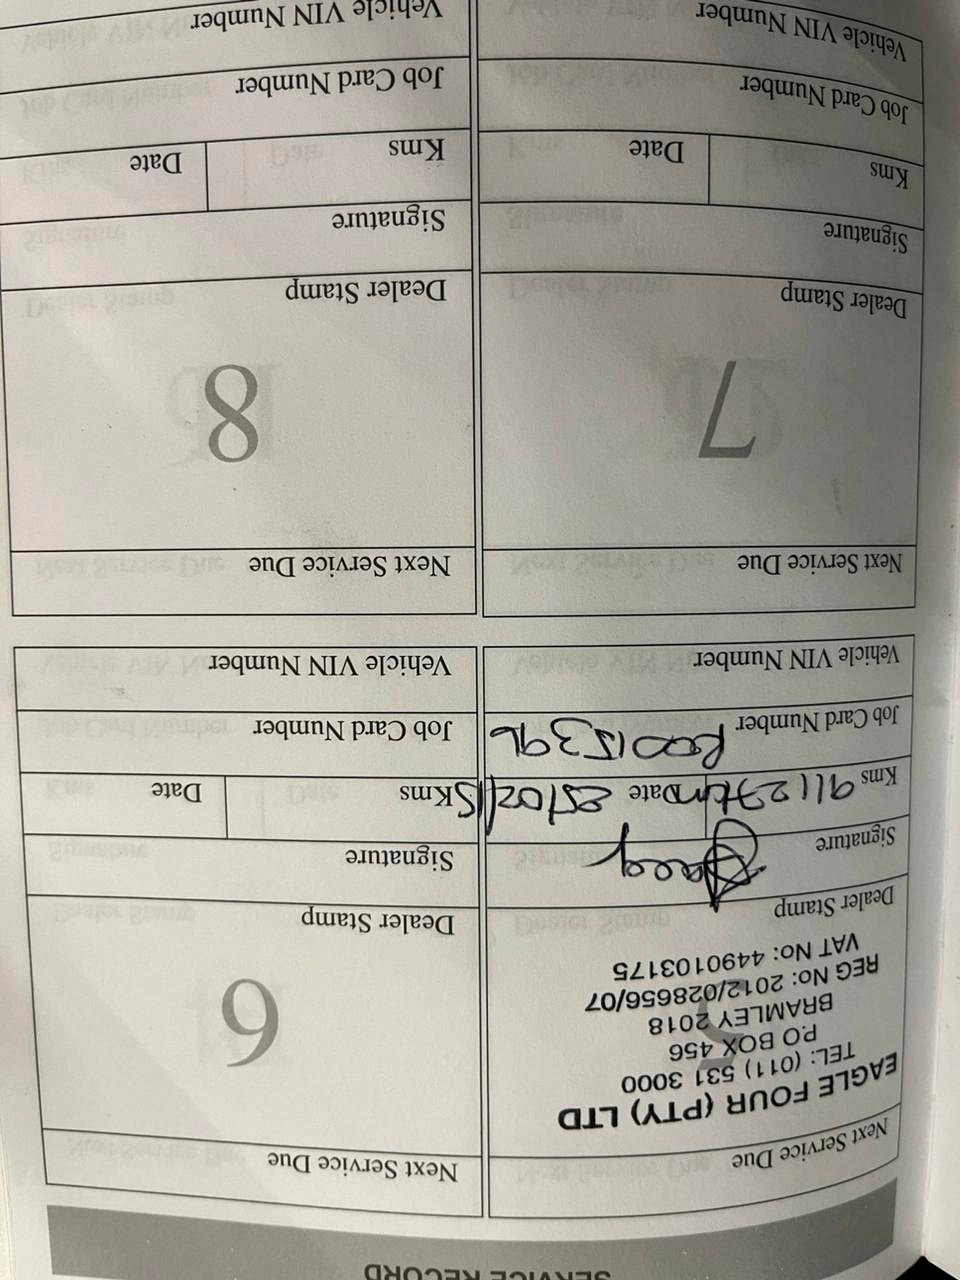 SERVICE RECORD
Next Service Due
EAGLE FOUR (PTY) LTD
TEL: (011) 531 3000
P.O BOX 456
BRAMLEY 2018
REG No: 2012/028656/07
VAT No: 4490103175
5
Dealer Stamp
Signature
Kms 91127km Date 25/02/15
Job Card Number R0015396
Vehicle VIN Number
Next Service Due
6
Dealer Stamp
Signature
Kms Date
Job Card Number
Vehicle VIN Number
Next Service Due
7
Dealer Stamp
Signature
Kms Date
Job Card Number
Vehicle VIN Number
Next Service Due
8
Dealer Stamp
Signature
Kms Date
Job Card Number
Vehicle VIN Number